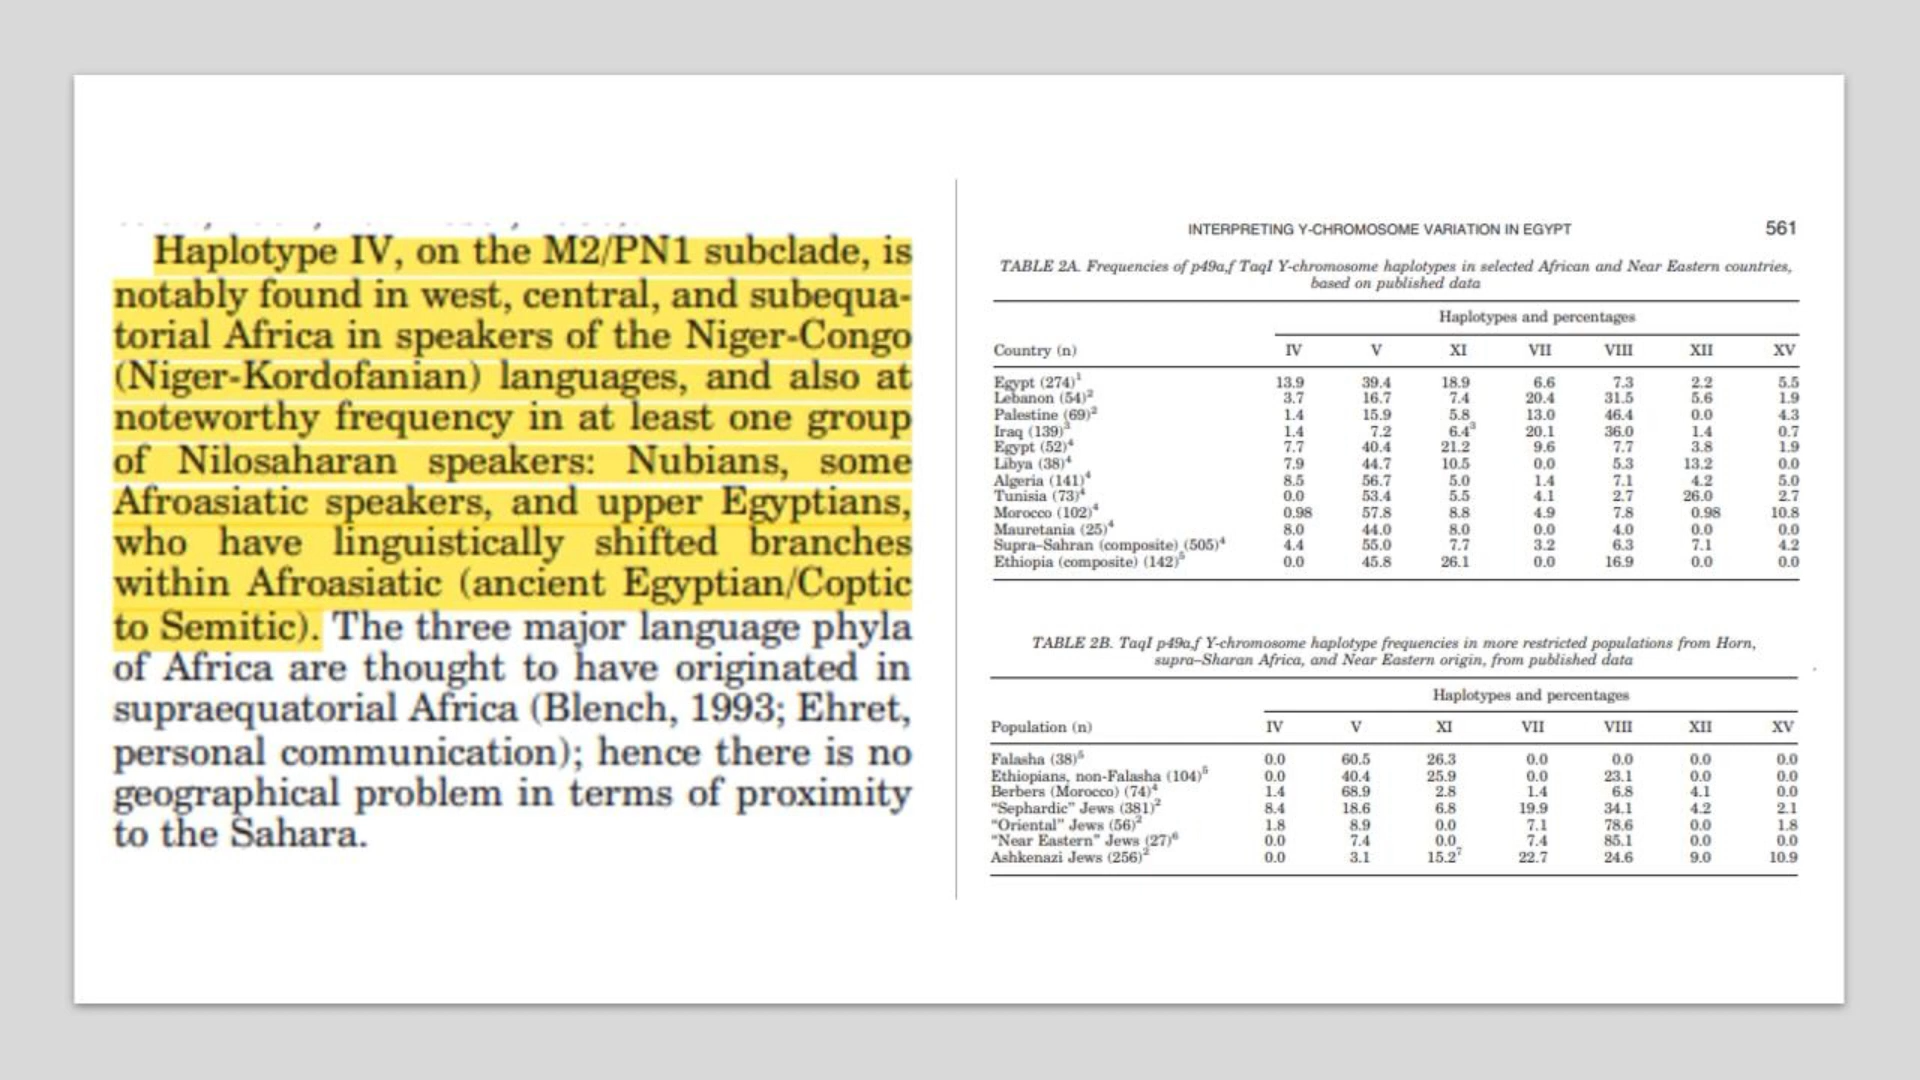 Haplotype IV, on the M2/PN1 subclade, is
notably found in west, central, and subequa-
torial Africa in speakers of the Niger-Congo
(Niger-Kordofanian) languages, and also at
noteworthy frequency in at least one group
of Nilosaharan speakers: Nubians, some
Afroasiatic speakers, and upper Egyptians,
who have linguistically shifted branches
within Afroasiatic (ancient Egyptian/Coptic
to Semitic). The three major language phyla
of Africa are thought to have originated in
supraequatorial Africa (Blench, 1993; Ehret,
personal communication); hence there is no
geographical problem in terms of proximity
to the Sahara.
INTERPRETING Y-CHROMOSOME VARIATION IN EGYPT 561
TABLE 2A. Frequencies of p49a,f TaqI Y-chromosome haplotypes in selected African and Near Eastern countries,
based on published data
Haplotypes and percentages
Country (n) IV V XI VII VIII XII XV
Egypt (274)1 13.9 39.4 18.9 6.6 7.3 2.2 5.5
Lebanon (54)2 3.7 16.7 7.4 20.4 31.5 5.6 1.9
Palestine (69)2 1.4 15.9 5.8 13.0 46.4 0.0 4.3
Iraq (139)3 1.4 7.2 6.43 20.1 36.0 1.4 0.7
Egypt (52)4 7.7 40.4 21.2 9.6 7.7 3.8 1.9
Libya (38)4 7.9 44.7 10.5 0.0 5.3 13.2 0.0
Algeria (141)4 8.5 56.7 5.0 1.4 7.1 4.2 5.0
Tunisia (73)4 0.0 53.4 5.5 4.1 2.7 26.0 2.7
Morocco (102)4 0.98 57.8 8.8 4.9 7.8 0.98 10.8
Mauretania (25)4 8.0 44.0 8.0 0.0 4.0 0.0 0.0
Supra–Sahran (composite) (505)4 4.4 55.0 7.7 3.2 6.3 7.1 4.2
Ethiopia (composite) (142)5 0.0 45.8 26.1 0.0 16.9 0.0 0.0
TABLE 2B. TaqI p49a,f Y-chromosome haplotype frequencies in more restricted populations from Horn,
supra–Sharan Africa, and Near Eastern origin, from published data
Haplotypes and percentages
Population (n) IV V XI VII VIII XII XV
Falasha (38)5 0.0 60.5 26.3 0.0 0.0 0.0 0.0
Ethiopians, non-Falasha (104)5 0.0 40.4 25.9 0.0 23.1 0.0 0.0
Berbers (Morocco) (74)4 1.4 68.9 2.8 1.4 6.8 4.1 0.0
"Sephardic" Jews (381)2 8.4 18.6 6.8 19.9 34.1 4.2 2.1
"Oriental" Jews (56)2 1.8 8.9 0.0 7.1 78.6 0.0 1.8
"Near Eastern" Jews (27)6 0.0 7.4 0.0 7.4 85.1 0.0 0.0
Ashkenazi Jews (256)2 0.0 3.1 15.27 22.7 24.6 9.0 10.9